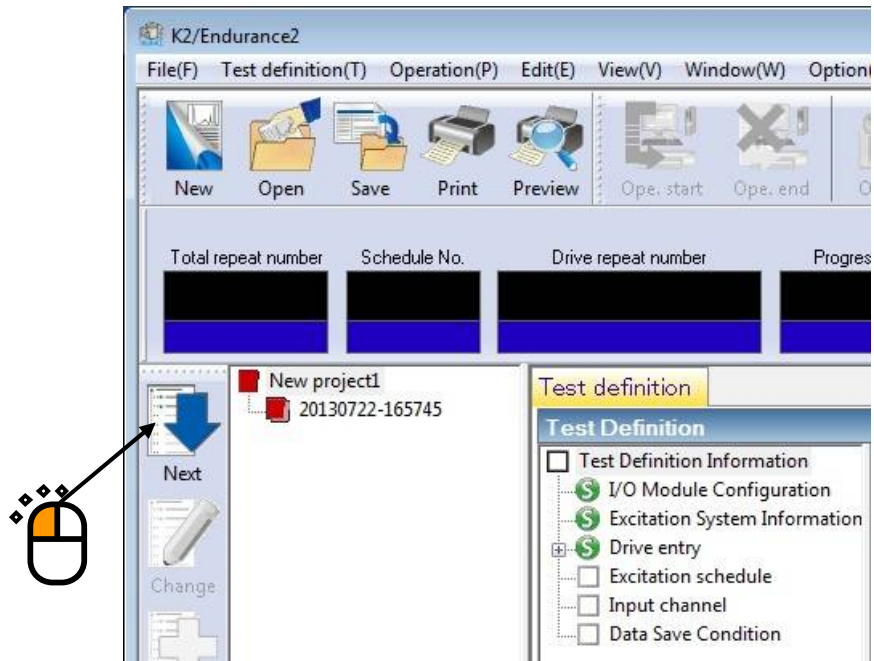 K2/Endurance2
File(F) Test definition(T) Operation(P) Edit(E) View(V) Window(W) Option(
New Open Save Print Preview Ope. start Ope. end
Total repeat number Schedule No. Drive repeat number Progres
New project1
20130722-165745
Next
Change
Test definition
Test Definition
Test Definition Information
S I/O Module Configuration
S Excitation System Information
S Drive entry
Excitation schedule
Input channel
Data Save Condition